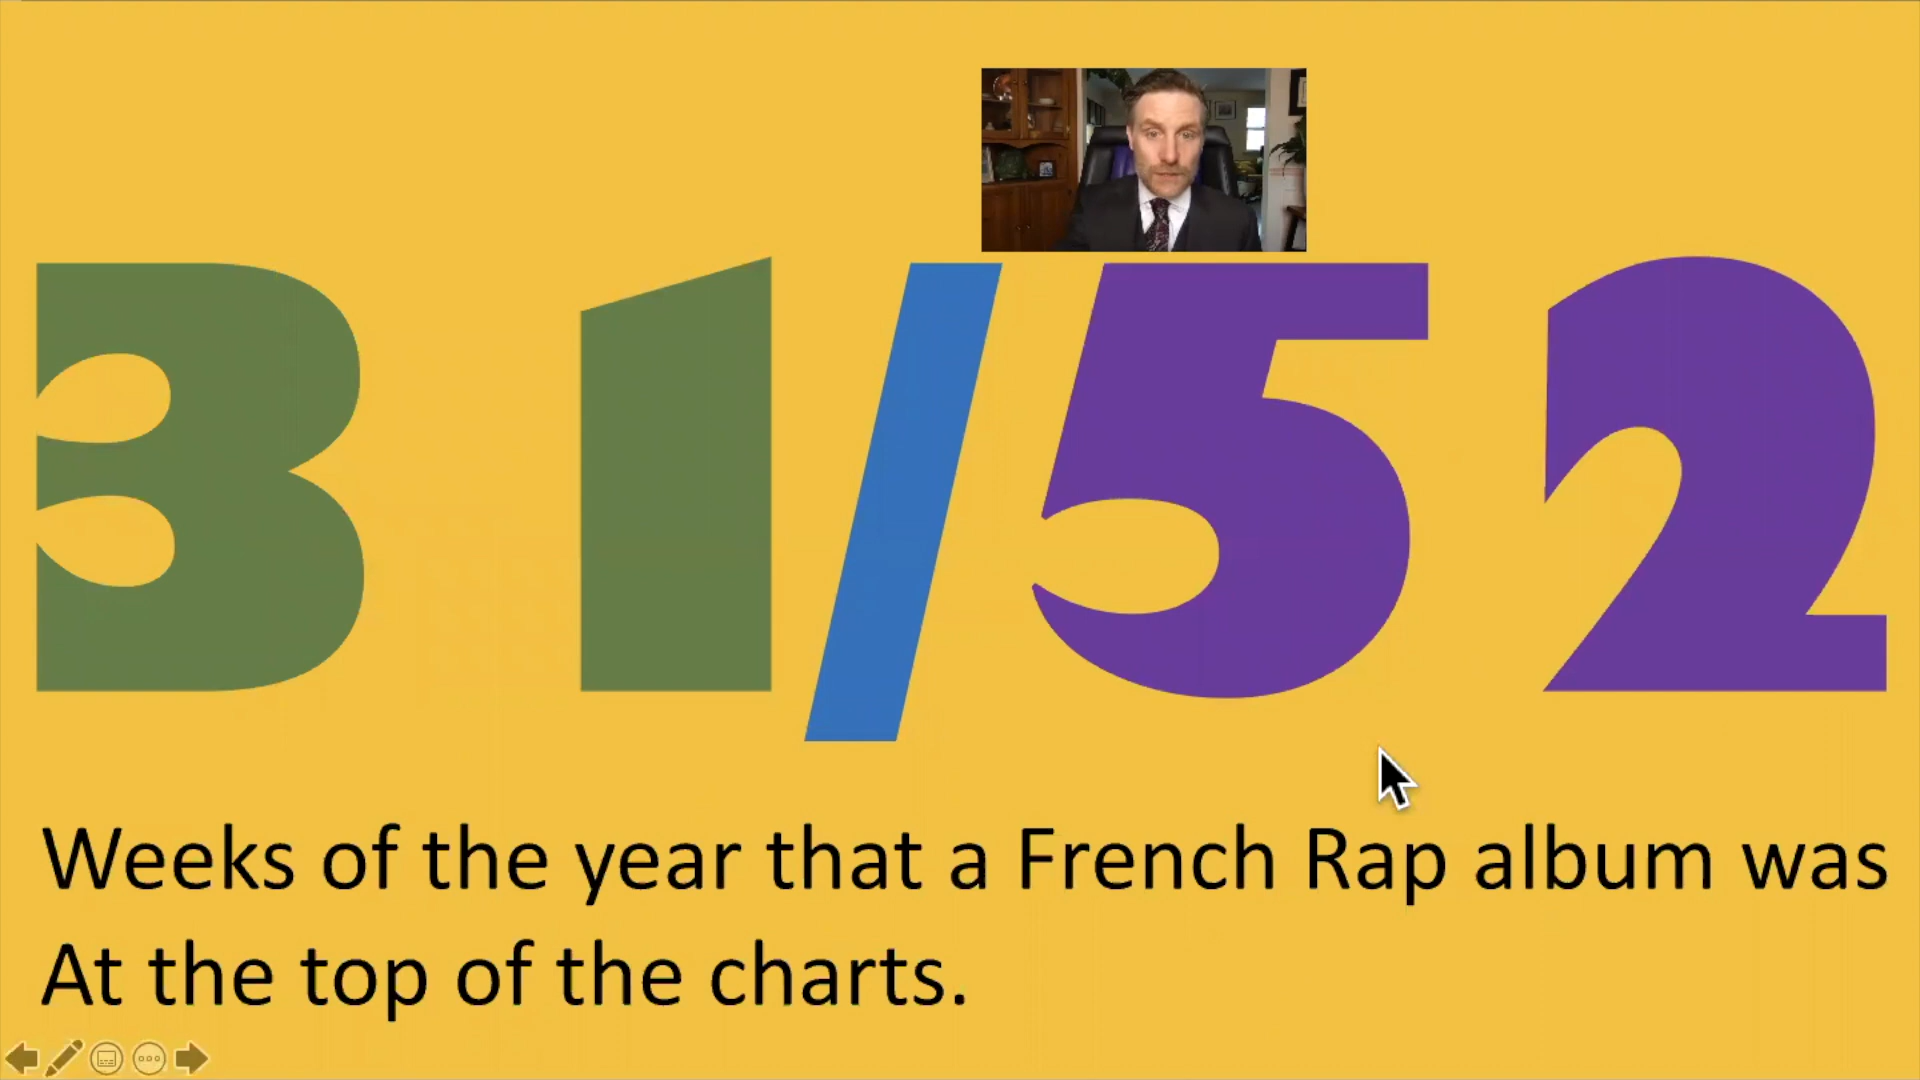 31/52
Weeks of the year that a French Rap album was
At the top of the charts.